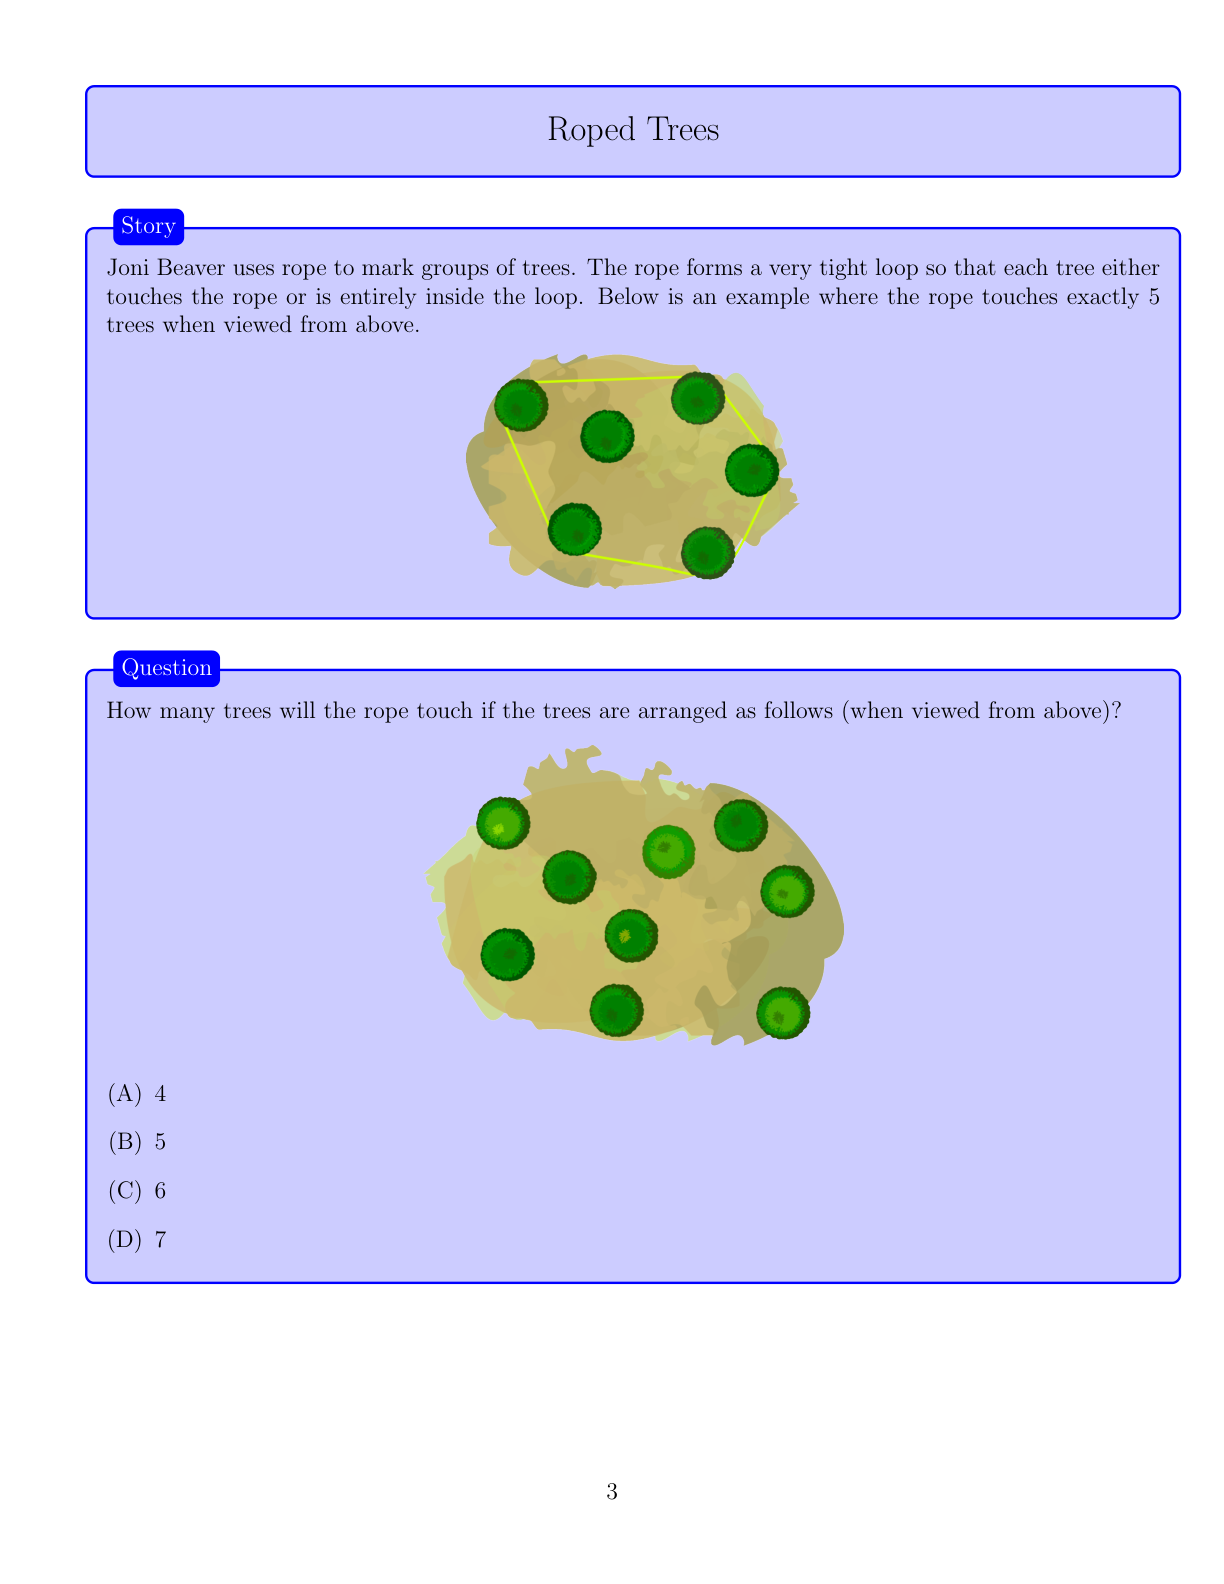 Roped Trees
Story
Joni Beaver uses rope to mark groups of trees. The rope forms a very tight loop so that each tree either
touches the rope or is entirely inside the loop. Below is an example where the rope touches exactly 5
trees when viewed from above.
Question
How many trees will the rope touch if the trees are arranged as follows (when viewed from above)?
(A) 4
(B) 5
(C) 6
(D) 7
3